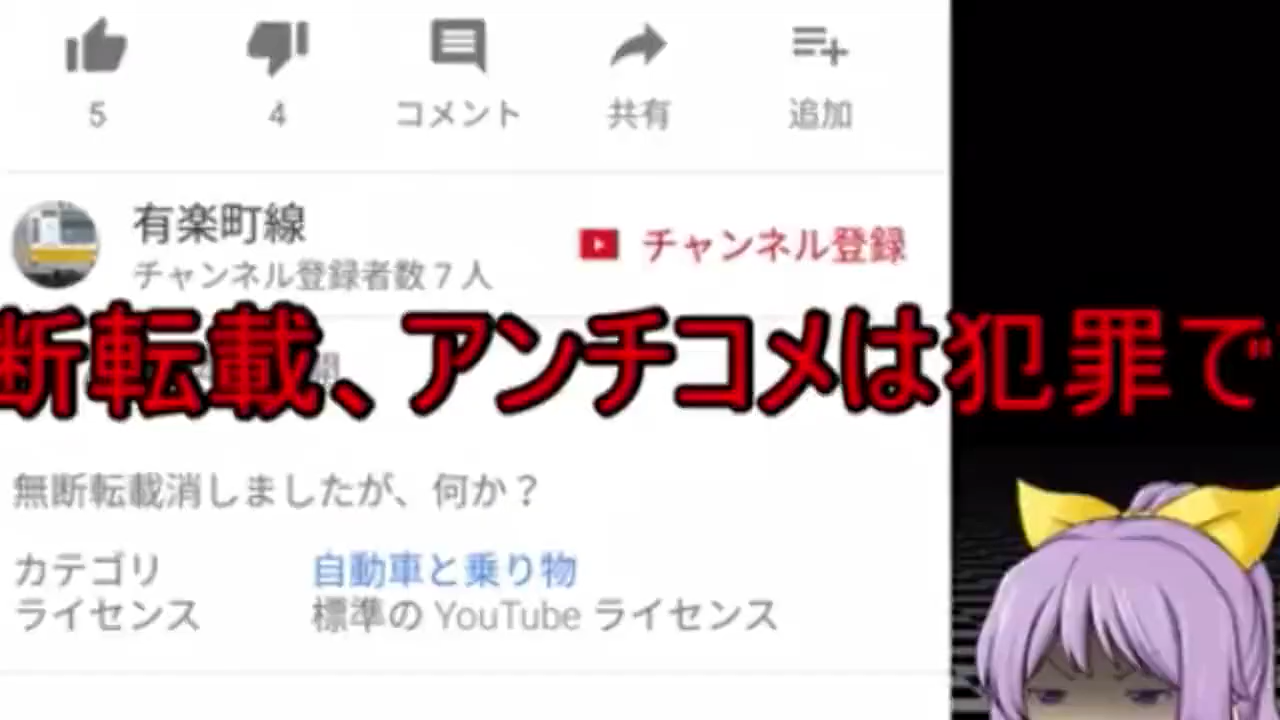 5
4
コメント
共有
追加
有楽町線
チャンネル登録者数7人
チャンネル登録
断転載、アンチコメは犯罪で
無断転載消しましたが、何か?
カテゴリ
自動車と乗り物
ライセンス
標準の YouTube ライセンス